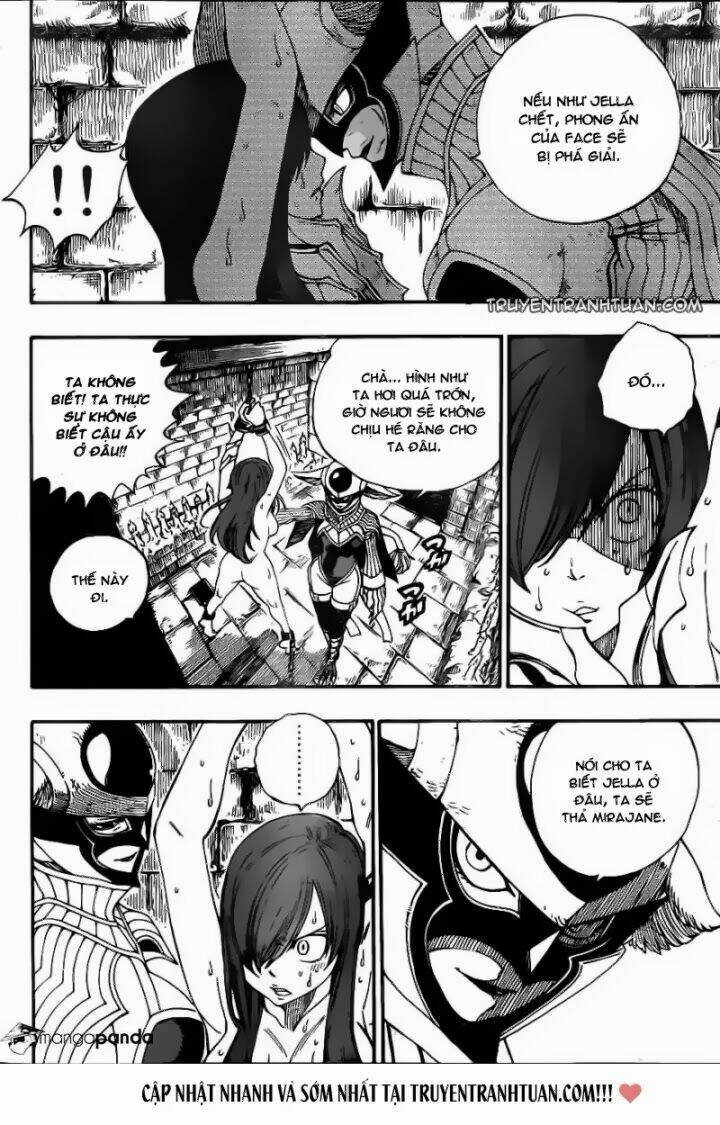 NẾU NHƯ JELLA
CHẾT, PHONG ẤN
CỦA FACE SẼ
BỊ PHÁ GIẢI.
!!
TRUYENTRANHTUAN.COM
TA KHÔNG
BIẾT! TA THỰC
SỰ KHÔNG
BIẾT CẬU ẤY
Ở ĐÂU!!
CHÀ... HÌNH NHƯ
TA HƠI QUÁ TRỚN,
GIỜ NGƯƠI SẼ KHÔNG
CHỊU HÉ RĂNG CHO
TA ĐÂU.
ĐÓ...
THẾ NÀY
ĐI.
NÓI CHO TA
BIẾT JELLA Ở
ĐÂU, TA SẼ
THẢ MIRAJANE.
mangapanda
CẬP NHẬT NHANH VÀ SỚM NHẤT TẠI TRUYENTRANHTUAN.COM!!!